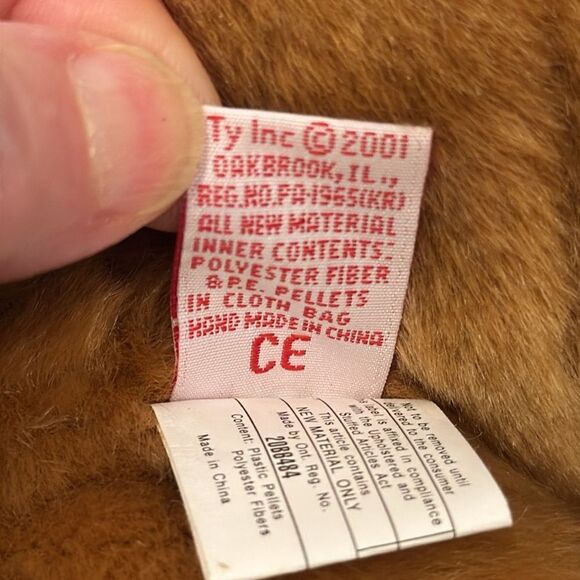 Ty Inc © 2001
OAKBROOK, IL.,
REG.NO.PA-1965(KR)
ALL NEW MATERIAL
INNER CONTENTS-
POLYESTER FIBER
& P.E. PELLETS
IN CLOTH BAG
HAND MADE IN CHINA
CE
Not to be removed until
delivered to the consumer
label is affixed in compliance
with the Upholstered and
Stuffed Articles Act
This article contains
NEW MATERIAL ONLY
Made by Ont. Reg. No.
20B6484
Content: Plastic Pellets
Polyester Fibers
Made in China